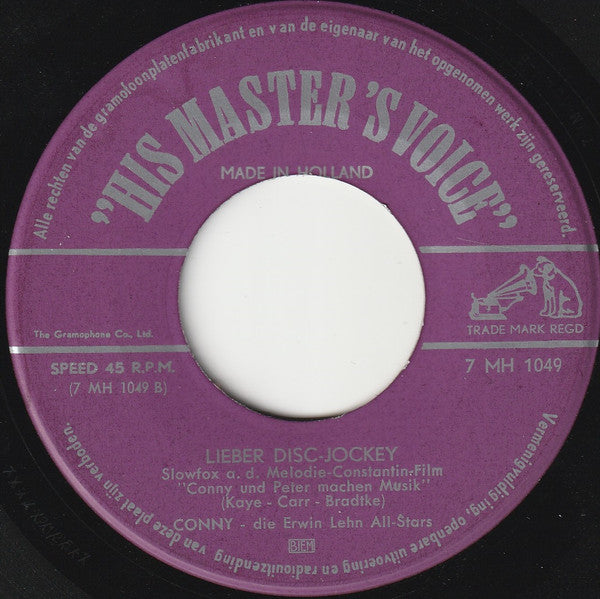 Alle rechten van de gramofoonplatenfabrikant en van de eigenaar van het opgenomen werk zijn gereserveerd.
"HIS MASTER'S VOICE"
MADE IN HOLLAND
TRADE MARK REGD
The Gramophone Co., Ltd.
SPEED 45 R.P.M.
(7 MH 1049 B)
7 MH 1049
LIEBER DISC-JOCKEY
Slowfox a. d. Melodie-Constantin-Film
"Conny und Peter machen Musik"
(Kaye - Carr - Bradtke)
CONNY - die Erwin Lehn All-Stars
BIEM
Vermenigvuldiging, openbare uitvoering en radiouitzending van deze plaat zijn verboden.